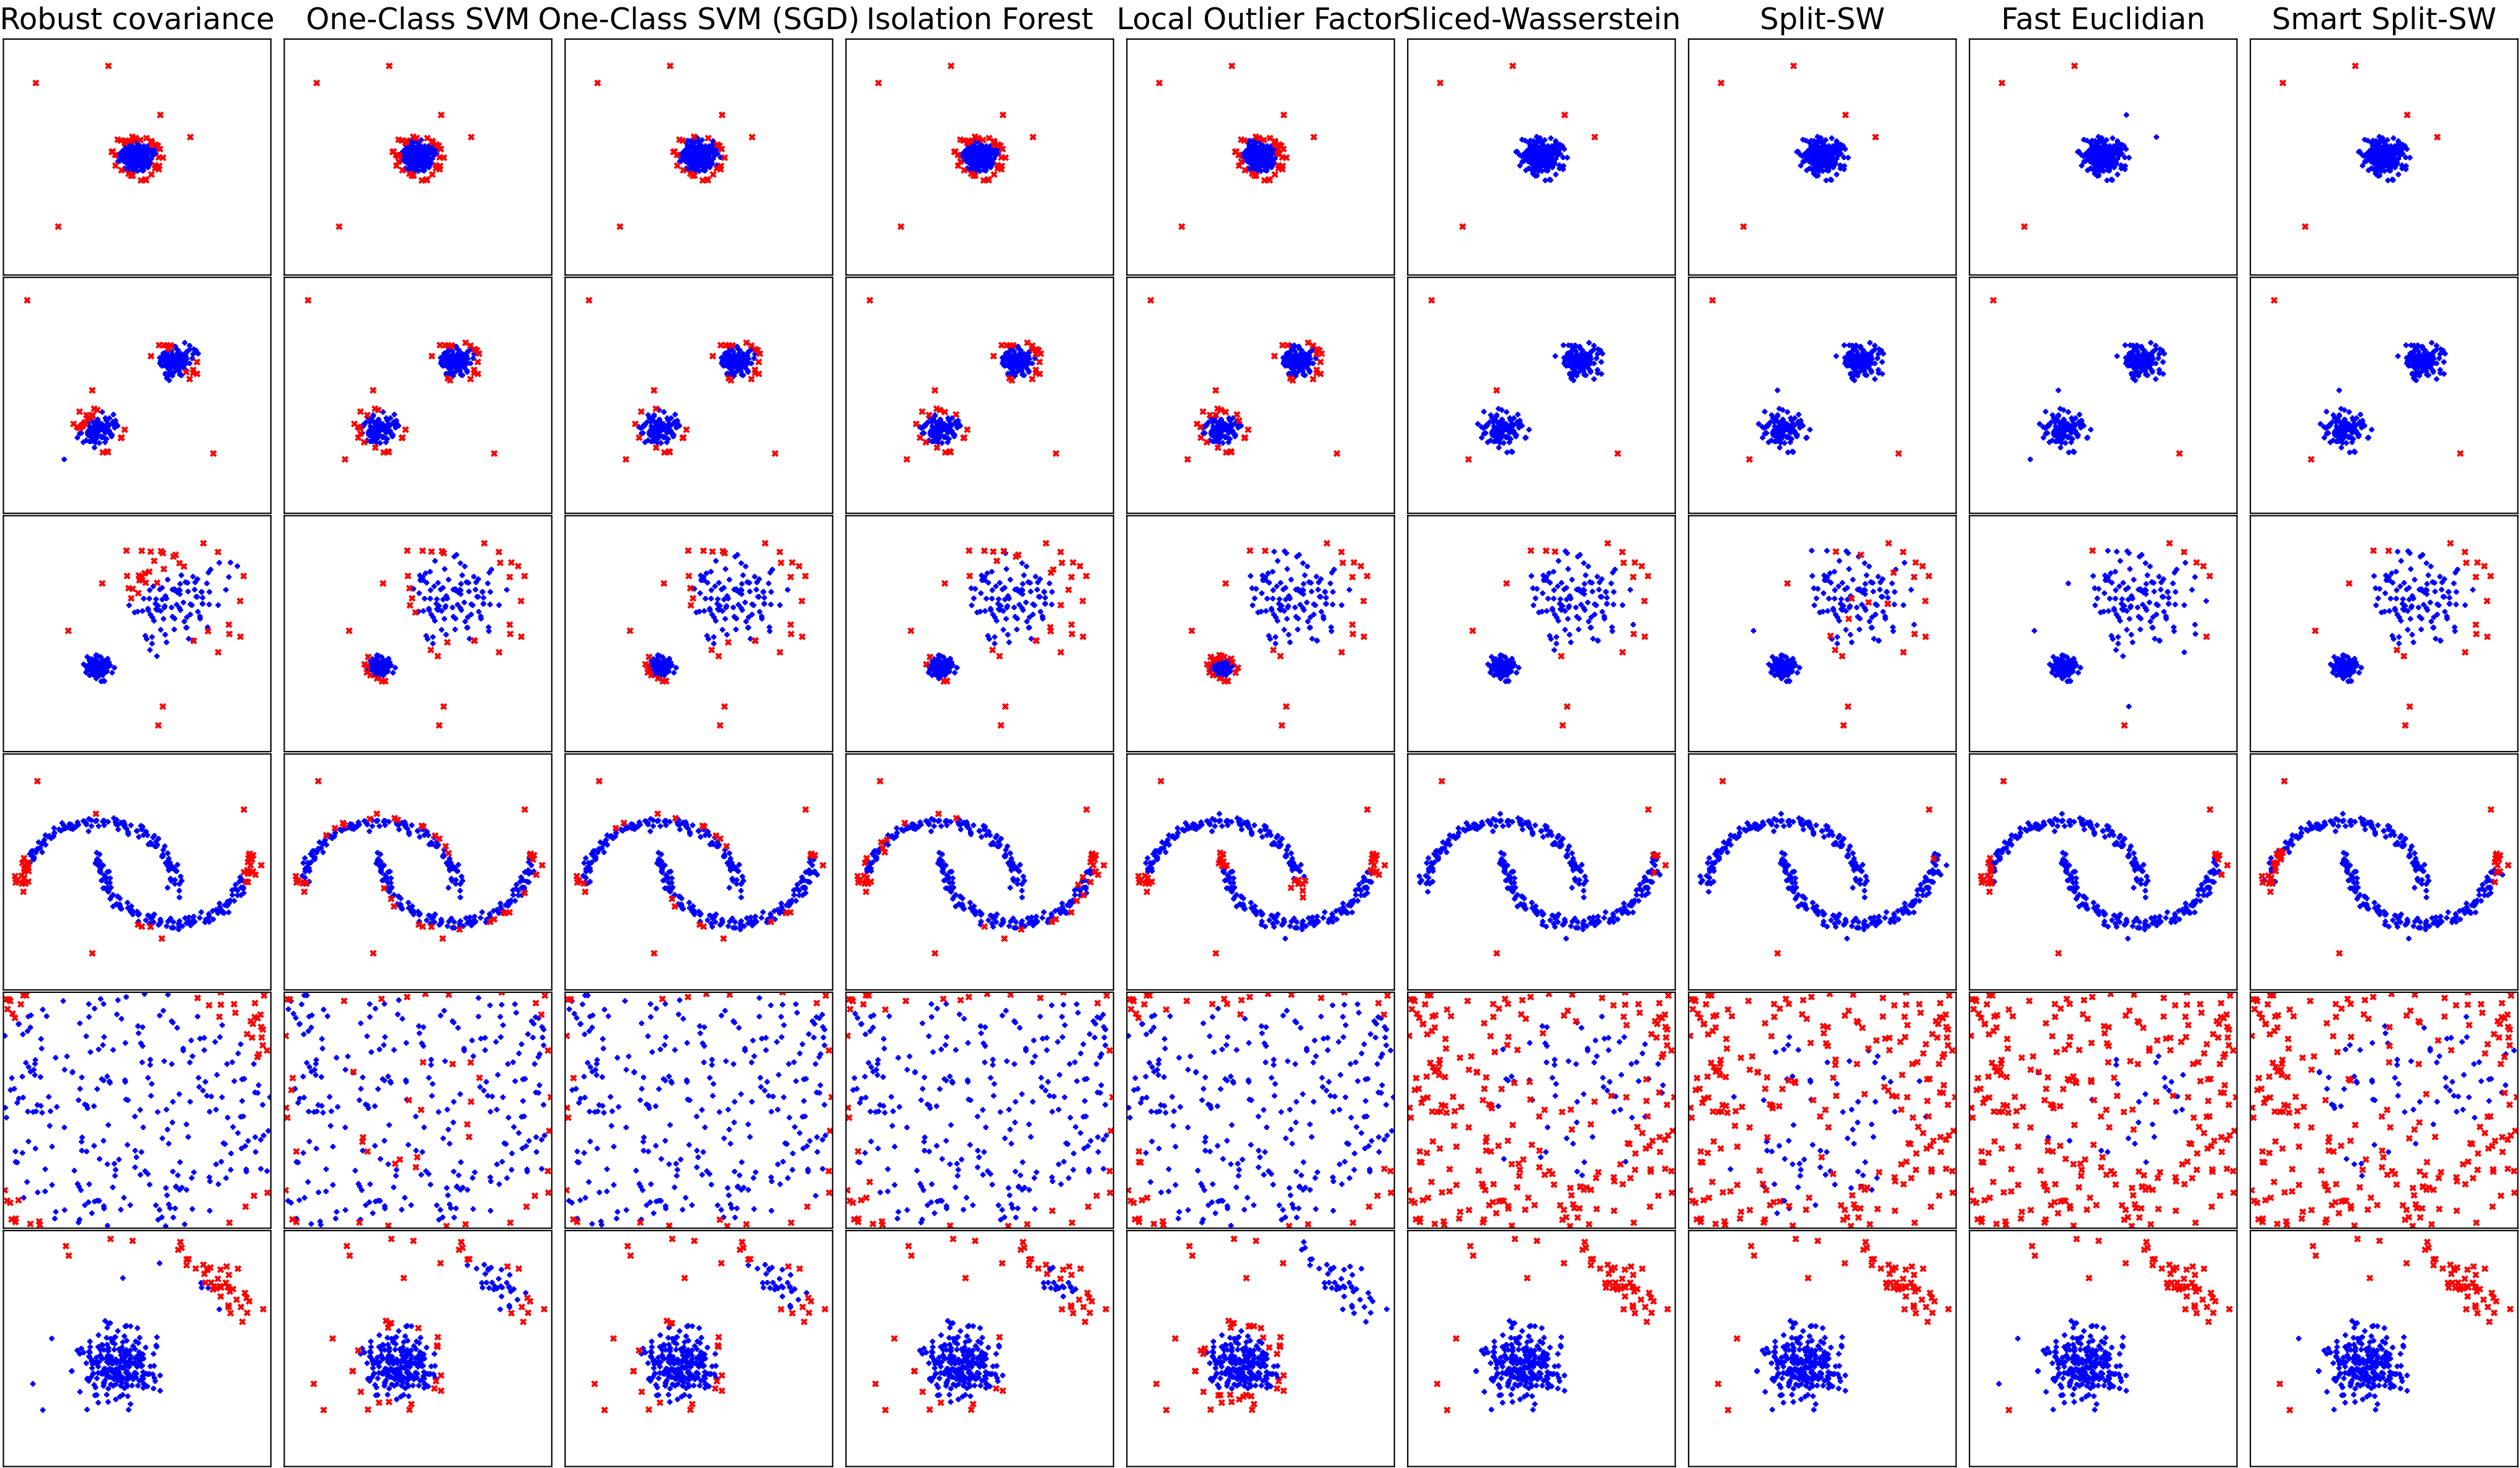 Robust covariance
One-Class SVM
One-Class SVM (SGD)
Isolation Forest
Local Outlier Factor
Sliced-Wasserstein
Split-SW
Fast Euclidian
Smart Split-SW